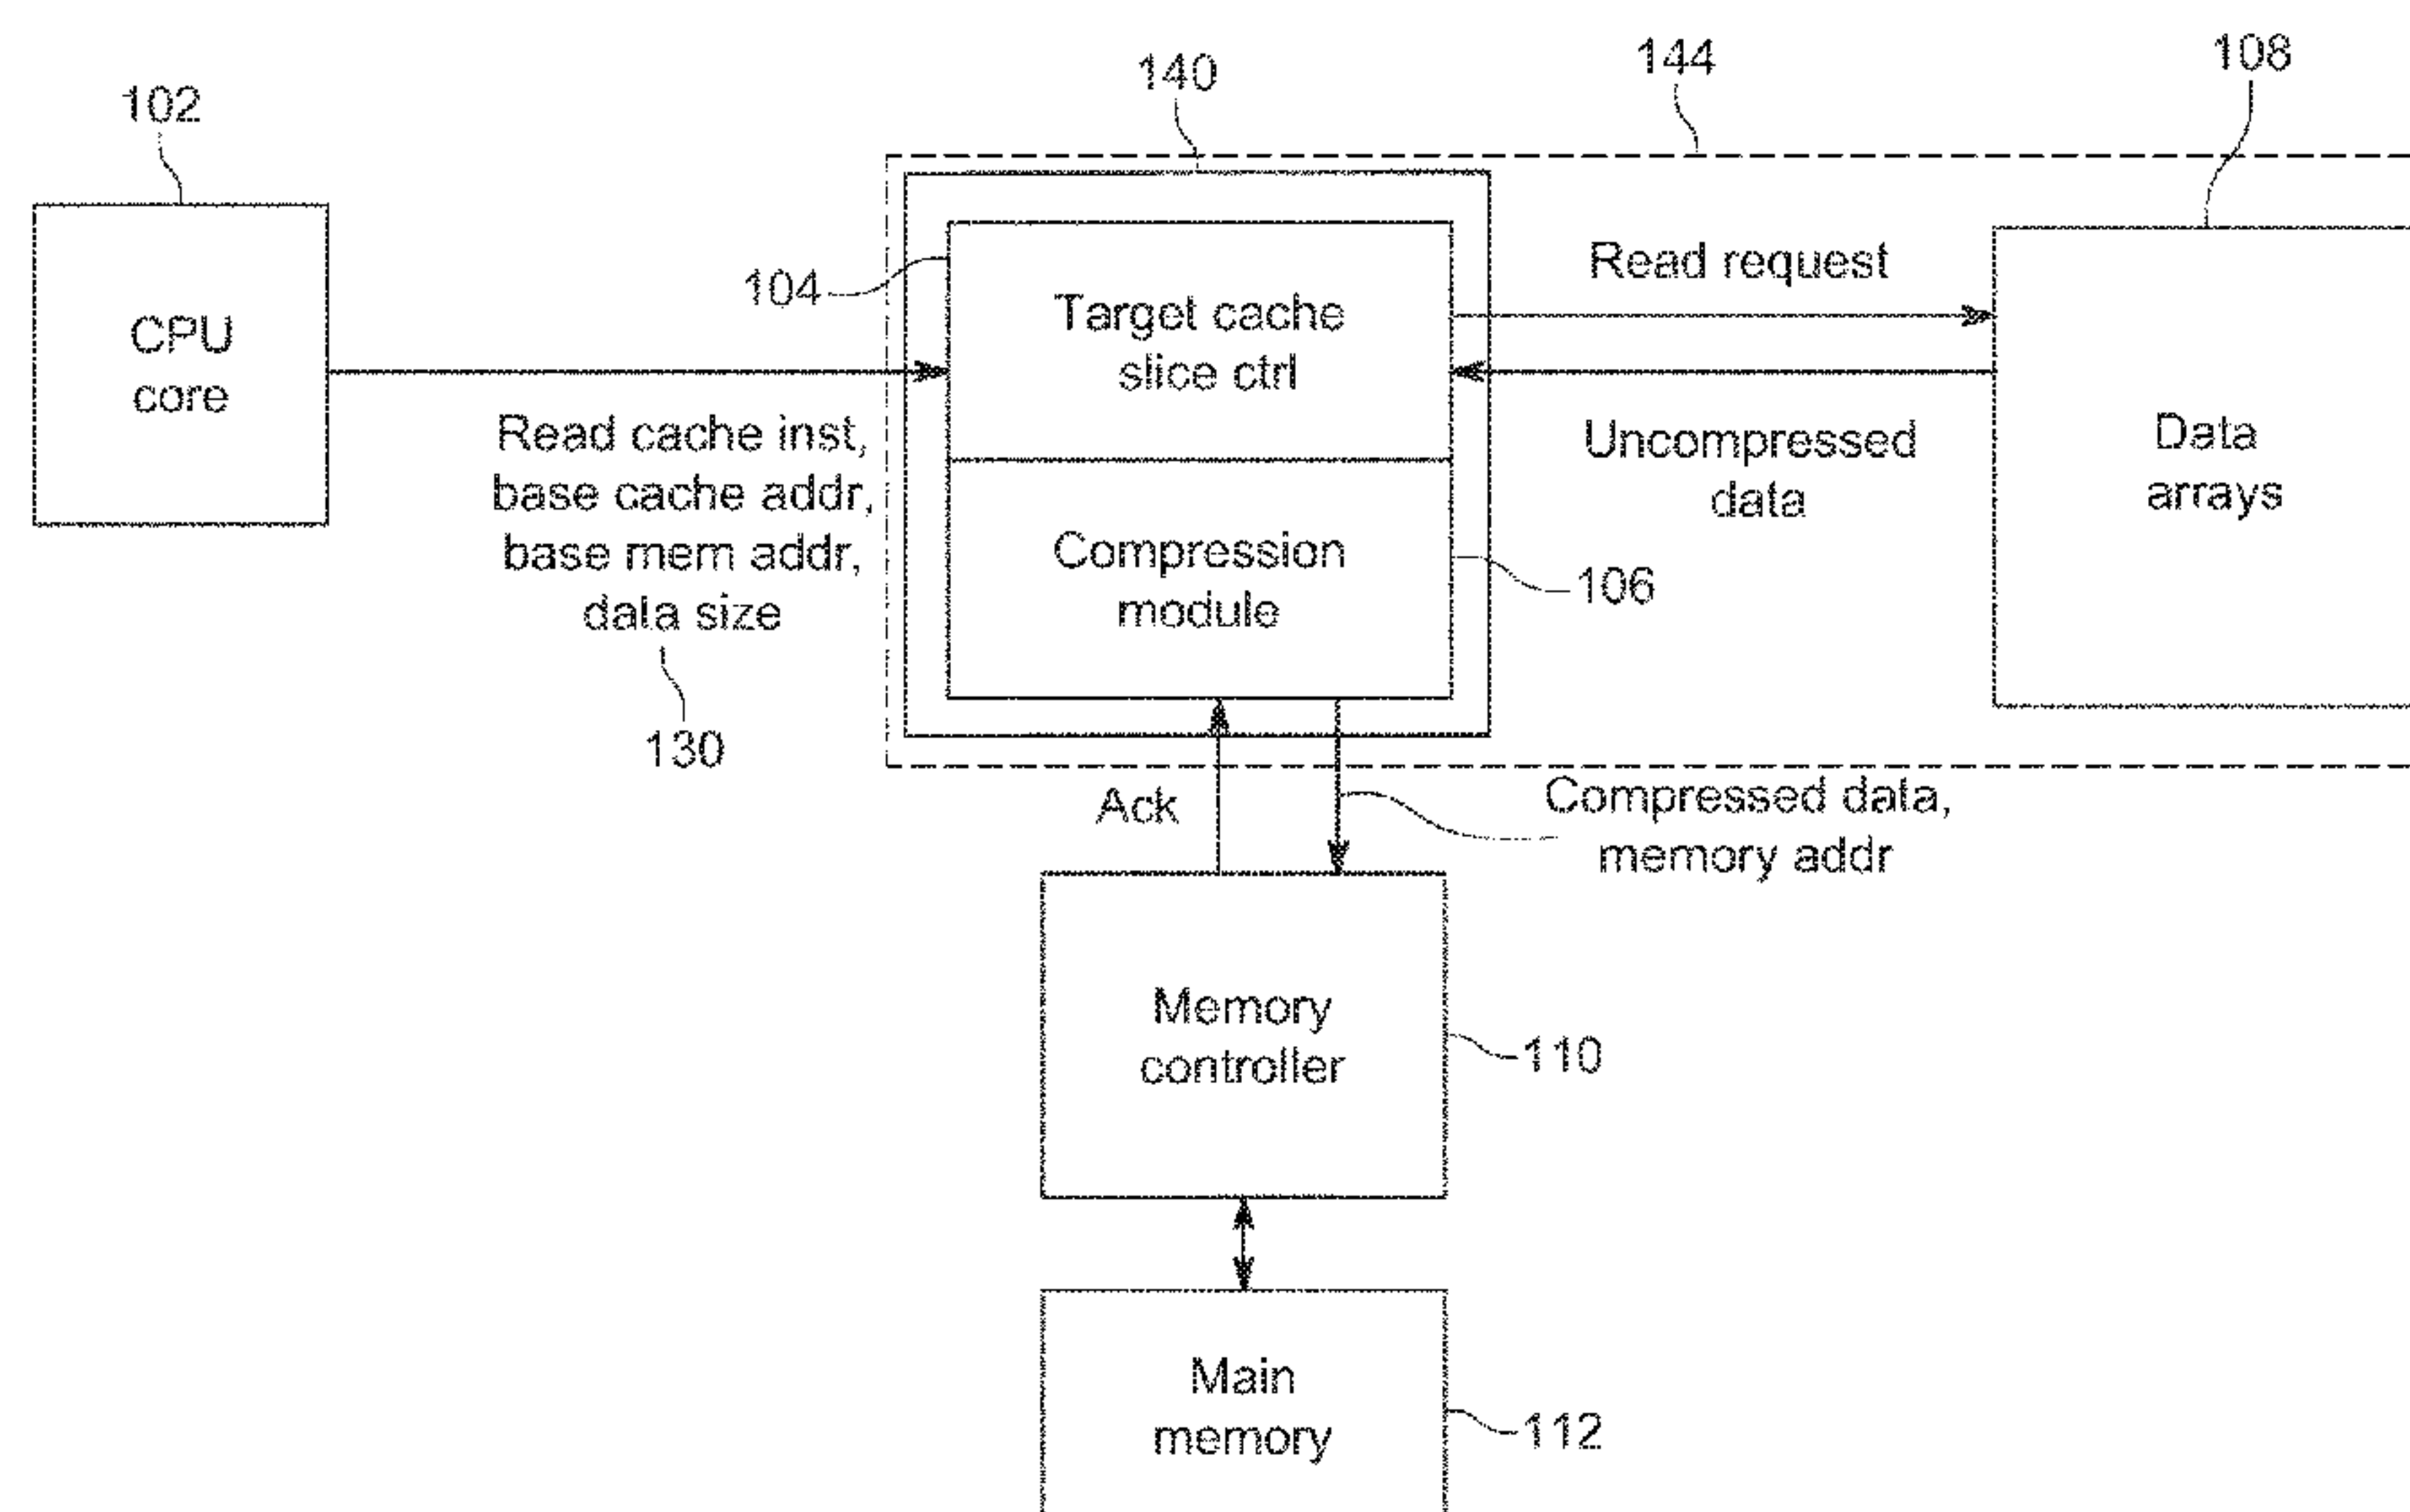 102
140
144
108
CPU
core
104
Target cache
slice ctrl
Read request
Uncompressed
data
Data
arrays
Read cache inst,
base cache addr,
base mem addr,
data size
130
Compression
module
106
Ack
Compressed data,
memory addr
Memory
controller
110
Main
memory
112